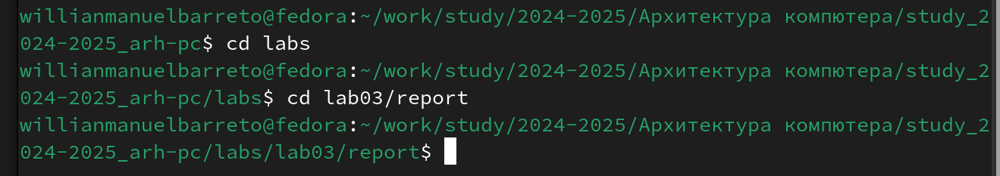 willianmanuelbarreto@fedora:~/work/study/2024-2025/Архитектура компютера/study_2
024-2025_arh-pc$ cd labs
willianmanuelbarreto@fedora:~/work/study/2024-2025/Архитектура компютера/study_2
024-2025_arh-pc/labs$ cd lab03/report
willianmanuelbarreto@fedora:~/work/study/2024-2025/Архитектура компютера/study_2
024-2025_arh-pc/labs/lab03/report$